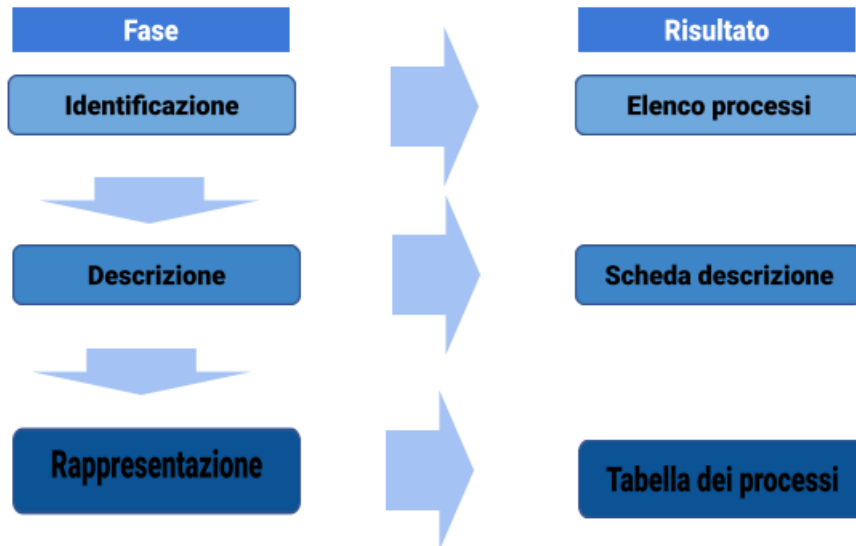 Fase
Risultato
Identificazione
Elenco processi
Descrizione
Scheda descrizione
Rappresentazione
Tabella dei processi